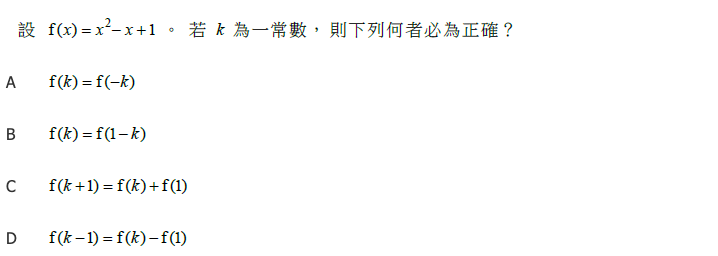 設 f(x)=x²−x+1。若 k 為一常數，則下列何者必為正確？
A f(k)=f(−k)
B f(k)=f(1−k)
C f(k+1)=f(k)+f(1)
D f(k−1)=f(k)−f(1)